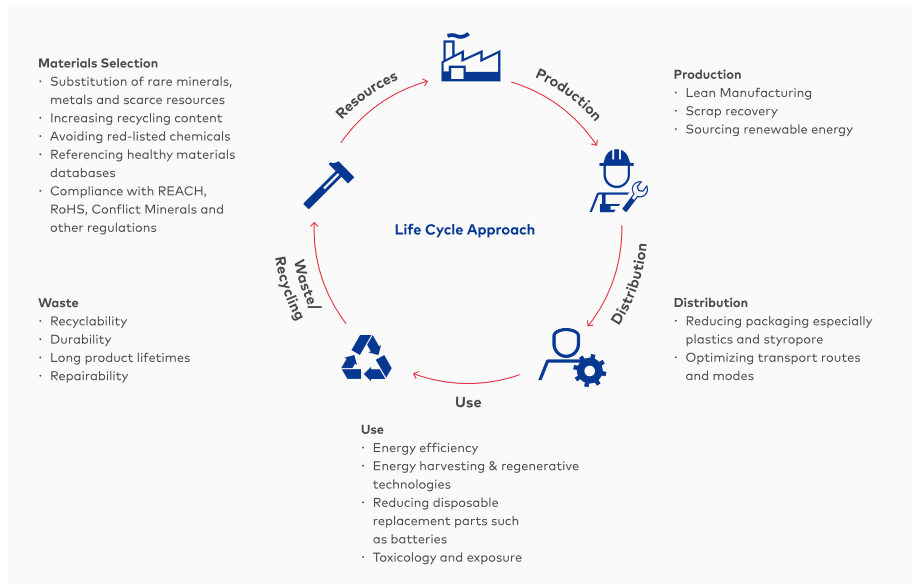 Materials Selection
· Substitution of rare minerals,
metals and scarce resources
· Increasing recycling content
· Avoiding red-listed chemicals
· Referencing healthy materials
databases
· Compliance with REACH,
RoHS, Conflict Minerals and
other regulations
Resources
Production
Production
· Lean Manufacturing
· Scrap recovery
· Sourcing renewable energy
Life Cycle Approach
Waste/
Recycling
Distribution
Waste
· Recyclability
· Durability
· Long product lifetimes
· Repairability
Distribution
· Reducing packaging especially
plastics and styropore
· Optimizing transport routes
and modes
Use
Use
· Energy efficiency
· Energy harvesting & regenerative
technologies
· Reducing disposable
replacement parts such
as batteries
· Toxicology and exposure